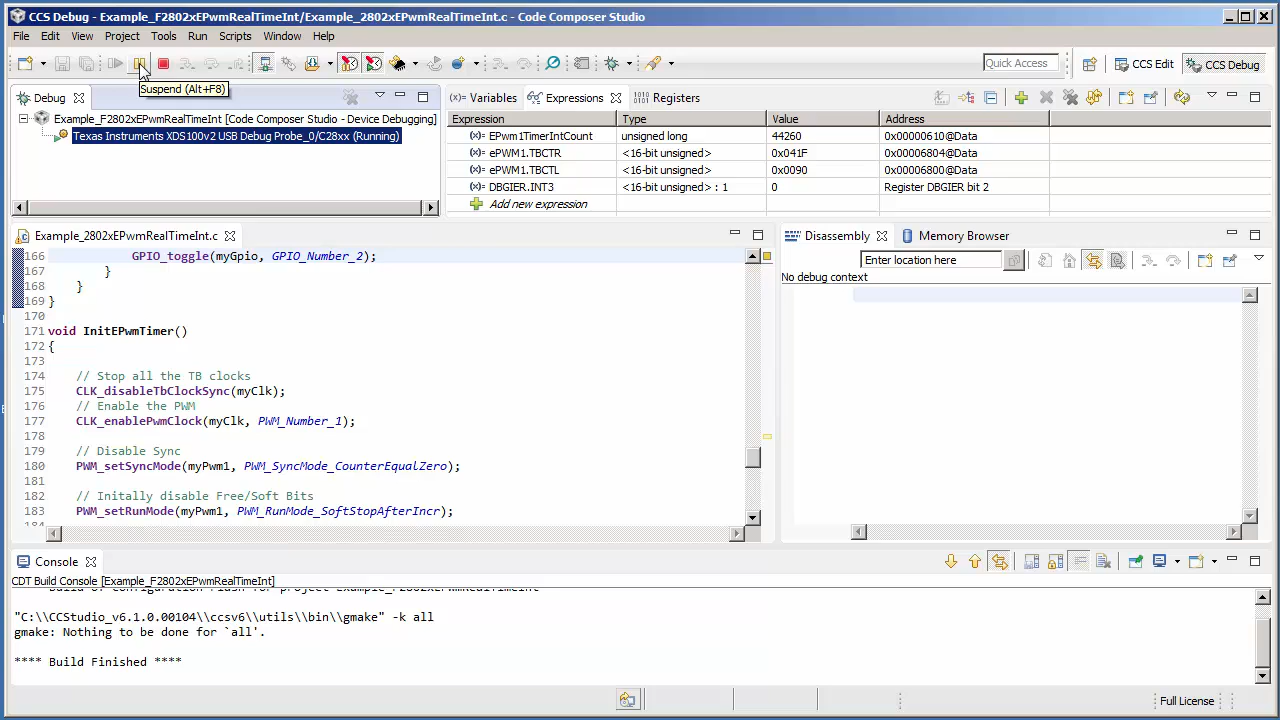 CCS Debug - Example_F2802xEPwmRealTimeInt/Example_2802xEPwmRealTimeInt.c - Code Composer Studio
File Edit View Project Tools Run Scripts Window Help
Quick Access CCS Edit CCS Debug
Suspend (Alt+F8)
Debug
Example_F2802xEPwmRealTimeInt [Code Composer Studio - Device Debugging]
Texas Instruments XDS100v2 USB Debug Probe_0/C28xx (Running)
(x)= Variables Expressions Registers
Expression Type Value Address
(x)= EPwm1TimerIntCount unsigned long 44260 0x00000610@Data
(x)= ePWM1.TBCTR <16-bit unsigned> 0x041F 0x00006804@Data
(x)= ePWM1.TBCTL <16-bit unsigned> 0x0090 0x00006800@Data
(x)= DBGIER.INT3 <16-bit unsigned> : 1 0 Register DBGIER bit 2
Add new expression
Example_2802xEPwmRealTimeInt.c
166 GPIO_toggle(myGpio, GPIO_Number_2);
167 }
168 }
169 }
170
171 void InitEPwmTimer()
172 {
173
174 // Stop all the TB clocks
175 CLK_disableTbClockSync(myClk);
176 // Enable the PWM
177 CLK_enablePwmClock(myClk, PWM_Number_1);
178
179 // Disable Sync
180 PWM_setSyncMode(myPwm1, PWM_SyncMode_CounterEqualZero);
181
182 // Initally disable Free/Soft Bits
183 PWM_setRunMode(myPwm1, PWM_RunMode_SoftStopAfterIncr);
Disassembly Memory Browser
Enter location here
No debug context
Console
CDT Build Console [Example_F2802xEPwmRealTimeInt]
"C:\\CCStudio_v6.1.0.00104\\ccsv6\\utils\\bin\\gmake" -k all
gmake: Nothing to be done for `all'.
**** Build Finished ****
Full License